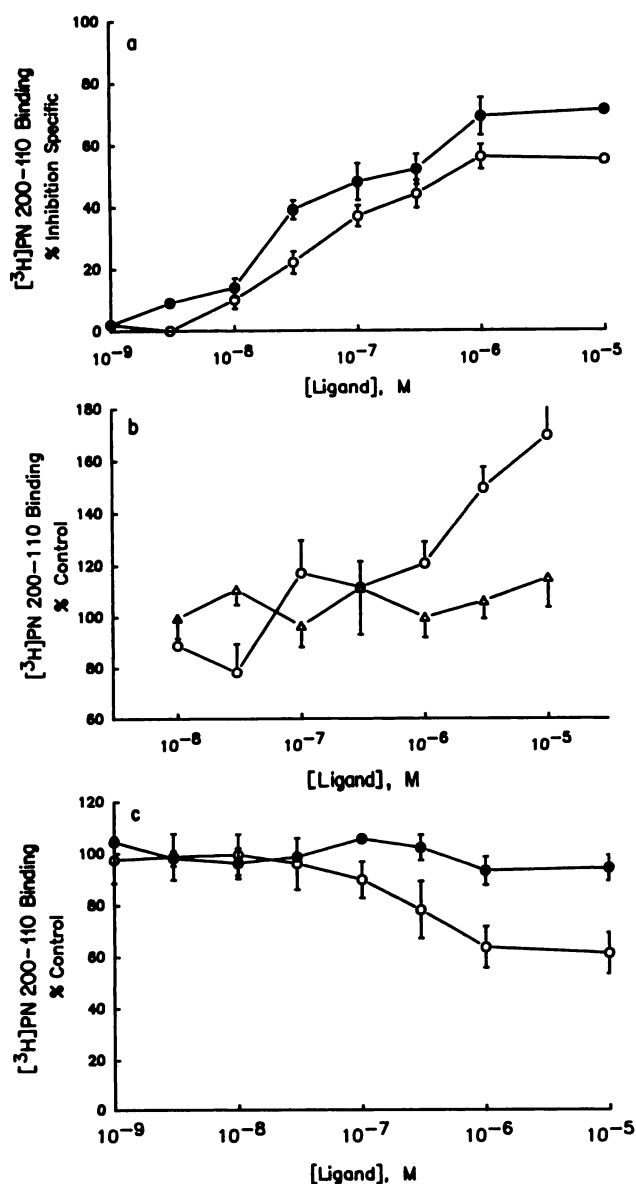 a
[³H]PN 200-110 Binding
% Inhibition Specific
100
80
60
40
20
0
10⁻⁹ 10⁻⁸ 10⁻⁷ 10⁻⁶ 10⁻⁵
[Ligand], M
b
[³H]PN 200-110 Binding
% Control
180
160
140
120
100
80
60
10⁻⁸ 10⁻⁷ 10⁻⁶ 10⁻⁵
[Ligand], M
c
[³H]PN 200-110 Binding
% Control
120
100
80
60
40
20
0
10⁻⁹ 10⁻⁸ 10⁻⁷ 10⁻⁶ 10⁻⁵
[Ligand], M